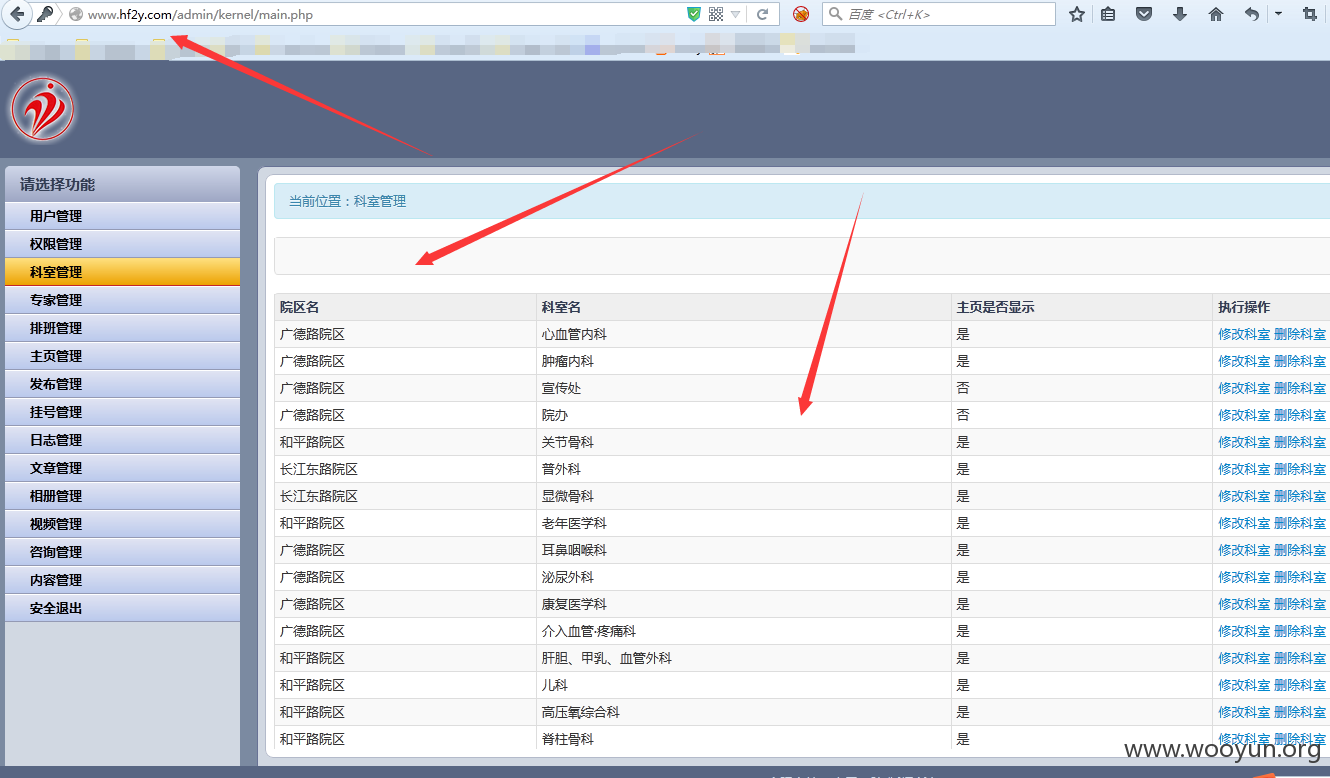 www.hf2y.com/admin/kernel/main.php
百度 <Ctrl+K>
请选择功能
用户管理
权限管理
科室管理
专家管理
排班管理
主页管理
发布管理
挂号管理
日志管理
文章管理
相册管理
视频管理
咨询管理
内容管理
安全退出
当前位置：科室管理
院区名 科室名 主页是否显示 执行操作
广德路院区 心血管内科 是 修改科室 删除科室
广德路院区 肿瘤内科 是 修改科室 删除科室
广德路院区 宣传处 否 修改科室 删除科室
广德路院区 院办 否 修改科室 删除科室
和平路院区 关节骨科 是 修改科室 删除科室
长江东路院区 普外科 是 修改科室 删除科室
长江东路院区 显微骨科 是 修改科室 删除科室
和平路院区 老年医学科 是 修改科室 删除科室
广德路院区 耳鼻咽喉科 是 修改科室 删除科室
广德路院区 泌尿外科 是 修改科室 删除科室
广德路院区 康复医学科 是 修改科室 删除科室
广德路院区 介入血管·疼痛科 是 修改科室 删除科室
和平路院区 肝胆、甲乳、血管外科 是 修改科室 删除科室
和平路院区 儿科 是 修改科室 删除科室
和平路院区 高压氧综合科 是 修改科室 删除科室
和平路院区 脊柱骨科 是 修改科室 删除科室
www.wooyun.org